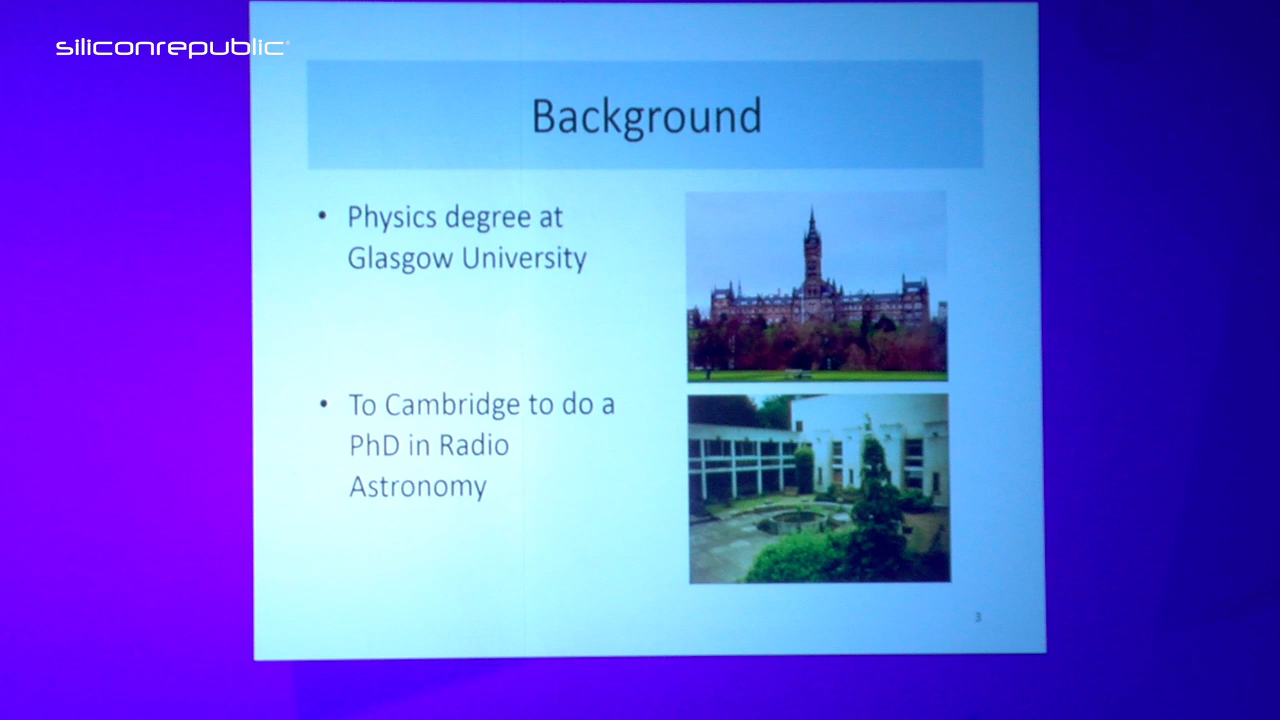 siliconrepublic
Background
• Physics degree at
Glasgow University
• To Cambridge to do a
PhD in Radio
Astronomy
3